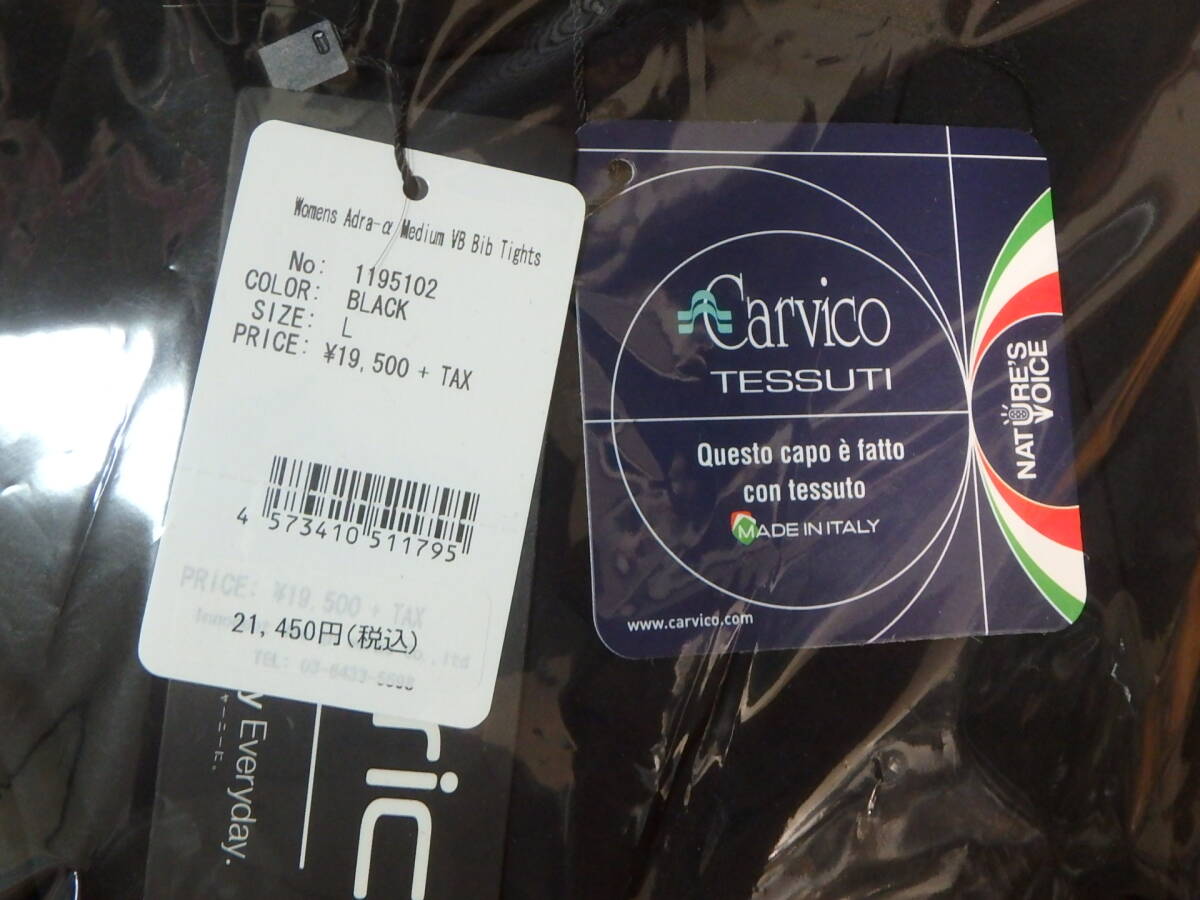 Womens Adra-α Medium VB Bib Tights
No: 1195102
COLOR: BLACK
SIZE: L
PRICE: ¥19,500 + TAX
4 573410 511795
PRICE: ¥19,500 + TAX
21,450円(税込)
TEL: 03-6433-5698
y Everyday.
ric
Carvico
TESSUTI
Questo capo è fatto
con tessuto
MADE IN ITALY
www.carvico.com
NATURE'S
VOICE